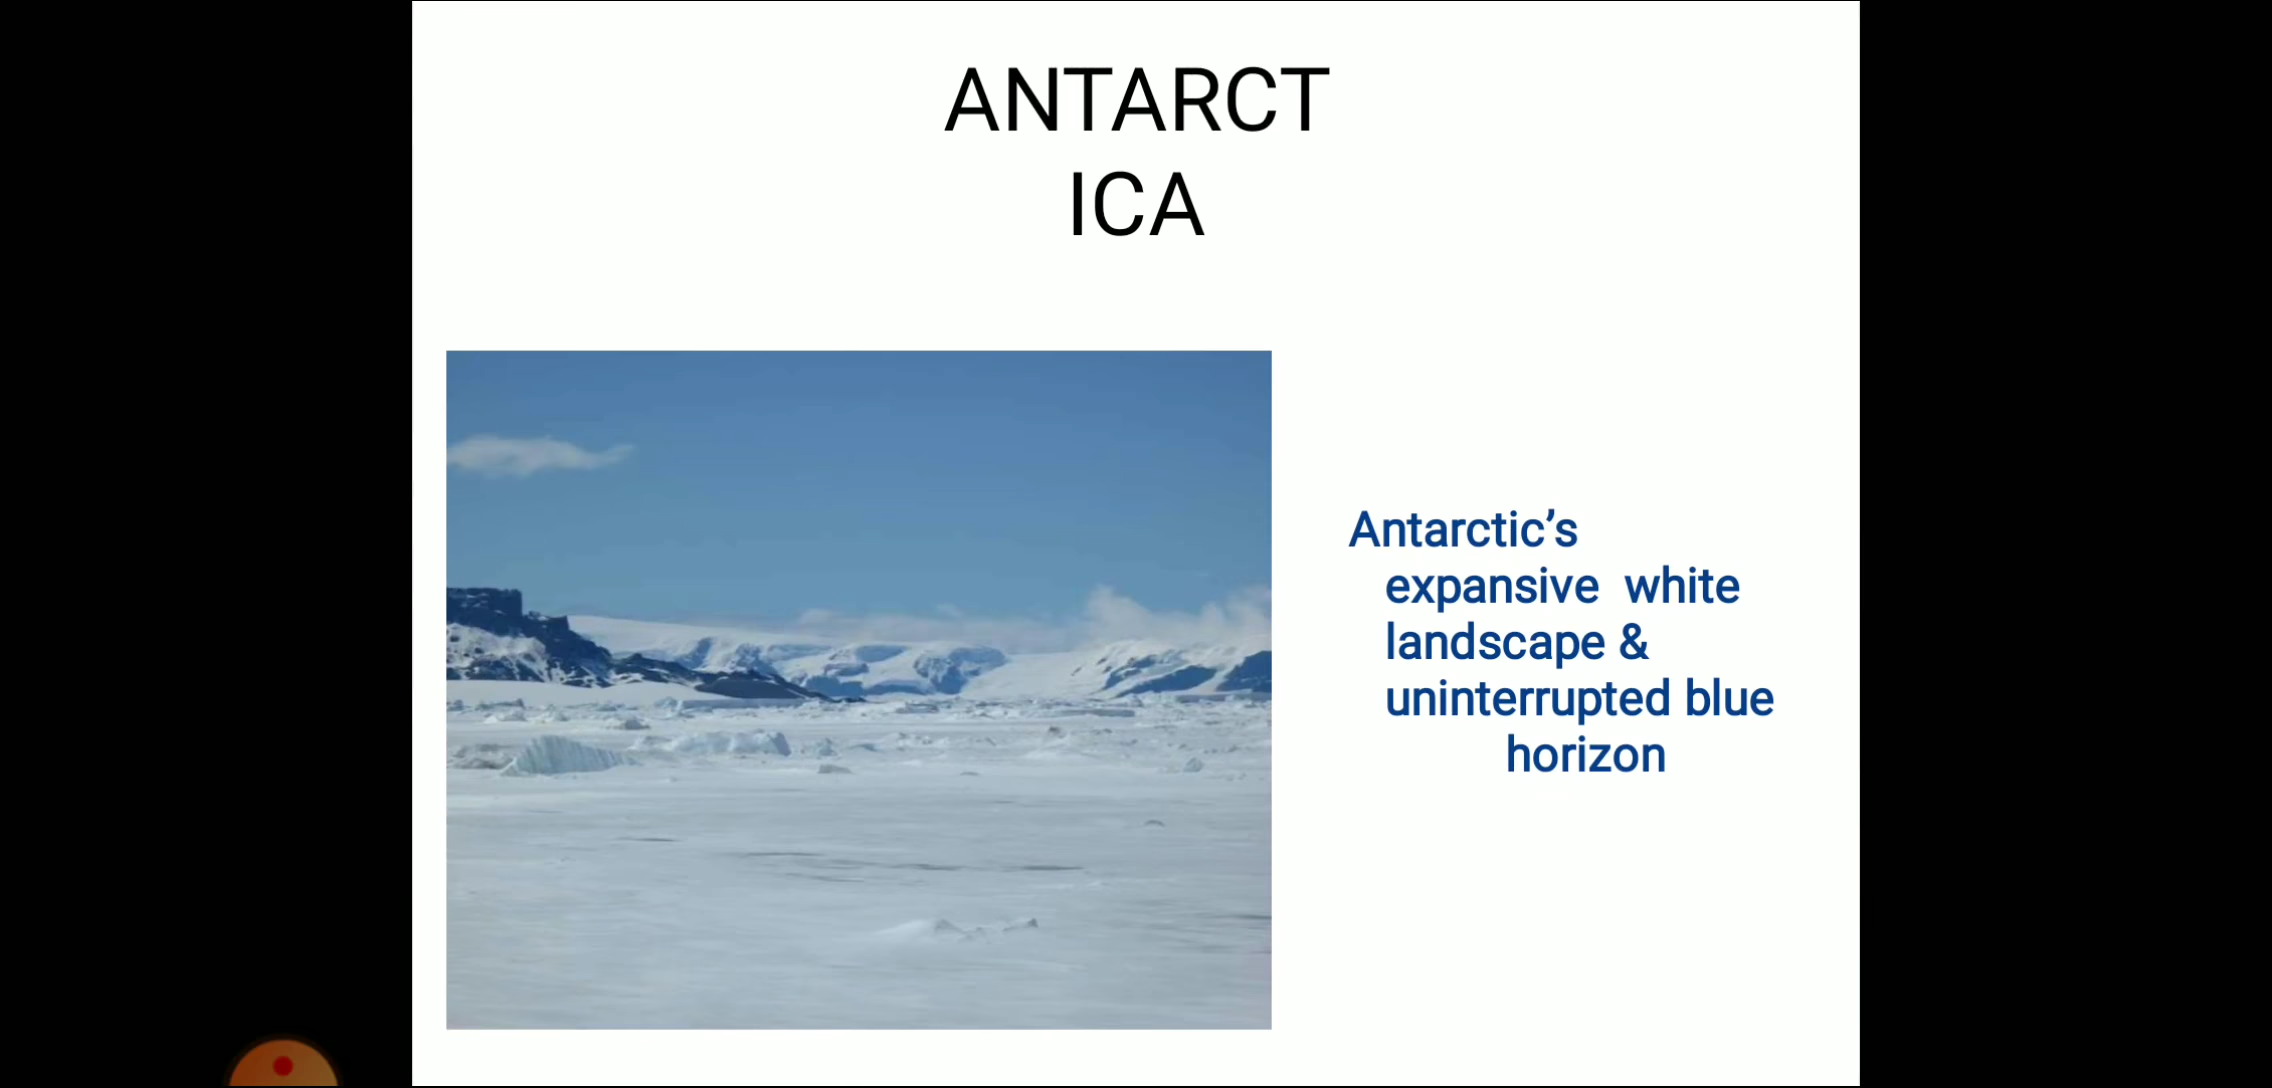 ANTARCT
ICA
Antarctic’s
expansive  white
landscape &
uninterrupted blue
horizon